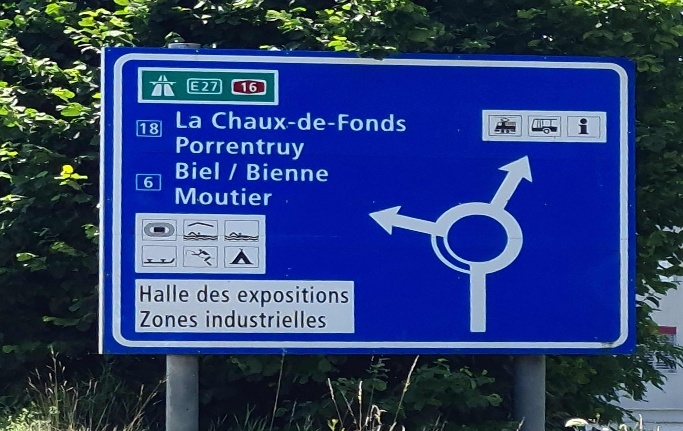 E27 16
18 La Chaux-de-Fonds
Porrentruy
Biel / Bienne
6 Moutier
i
Halle des expositions
Zones industrielles